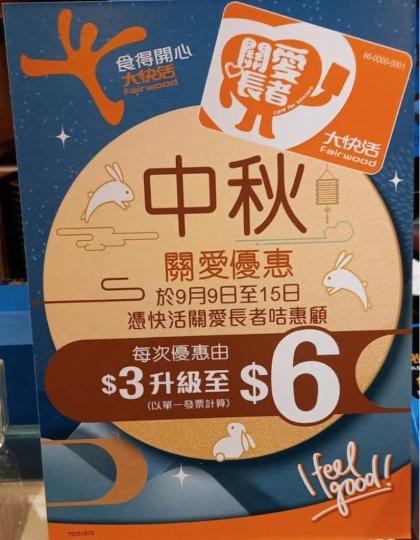 食得開心
大快活
Fairwood
86-0000-0001
關愛
長者
care for seniors
大快活
Fairwood
中秋
關愛優惠
於9月9日至15日
憑快活關愛長者咭惠顧
每次優惠由
$3升級至$6
(以單一發票計算)
I feel
good!